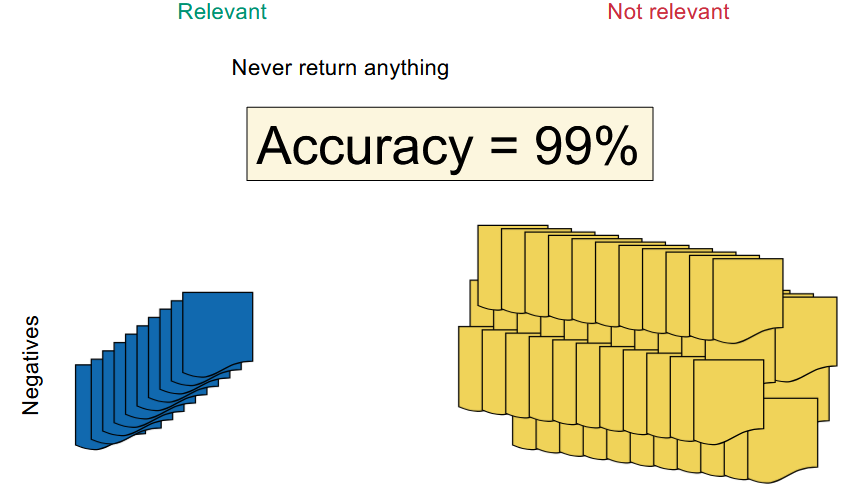 Relevant
Not relevant
Never return anything
Accuracy = 99%
Negatives